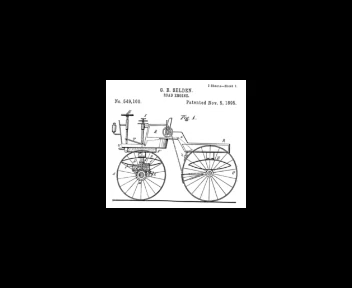 2 Sheets—Sheet 1.
G. B. SELDEN.
ROAD ENGINE.
No. 549,160.
Patented Nov. 5, 1895.
Fig. 1.